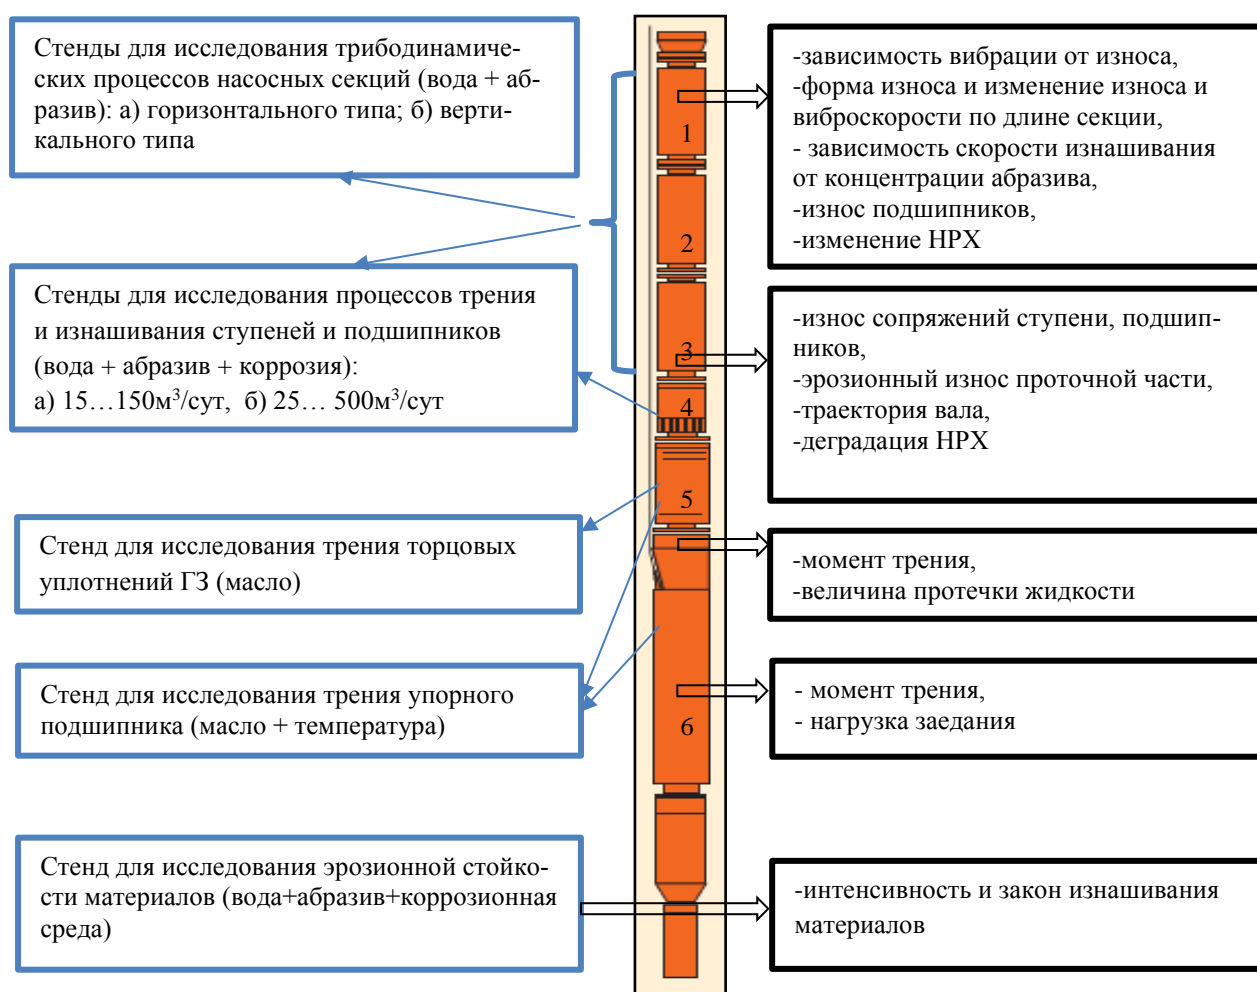 Стенды для исследования трибодинамиче-
ских процессов насосных секций (вода + аб-
разив): а) горизонтального типа; б) верти-
кального типа
Стенды для исследования процессов трения
и изнашивания ступеней и подшипников
(вода + абразив + коррозия):
а) 15…150м³/сут,  б) 25… 500м³/сут
Стенд для исследования трения торцовых
уплотнений ГЗ (масло)
Стенд для исследования трения упорного
подшипника (масло + температура)
Стенд для исследования эрозионной стойко-
сти материалов (вода+абразив+коррозионная
среда)
1
2
3
4
5
6
-зависимость вибрации от износа,
-форма износа и изменение износа и
виброскорости по длине секции,
- зависимость скорости изнашивания
от концентрации абразива,
-износ подшипников,
-изменение НРХ
-износ сопряжений ступени, подшип-
ников,
-эрозионный износ проточной части,
-траектория вала,
-деградация НРХ
-момент трения,
-величина протечки жидкости
- момент трения,
- нагрузка заедания
-интенсивность и закон изнашивания
материалов